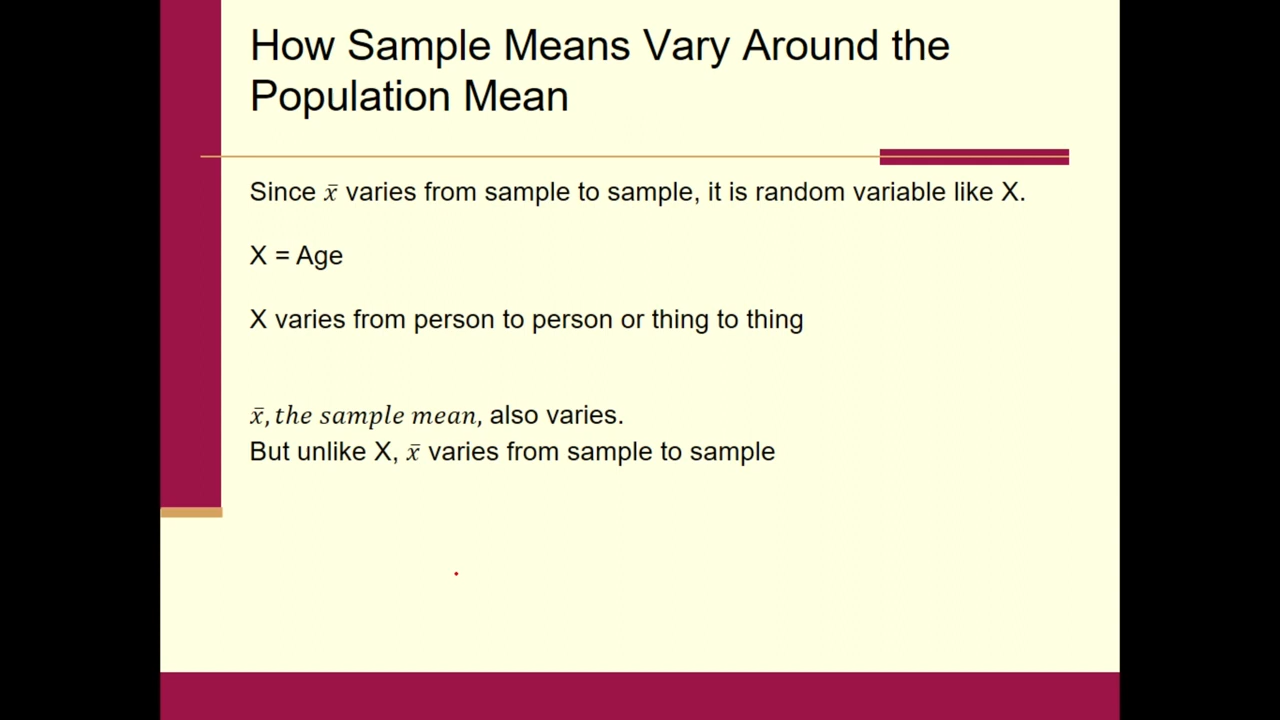 How Sample Means Vary Around the
Population Mean
Since x̄ varies from sample to sample, it is random variable like X.
X = Age
X varies from person to person or thing to thing
x̄, the sample mean, also varies.
But unlike X, x̄ varies from sample to sample